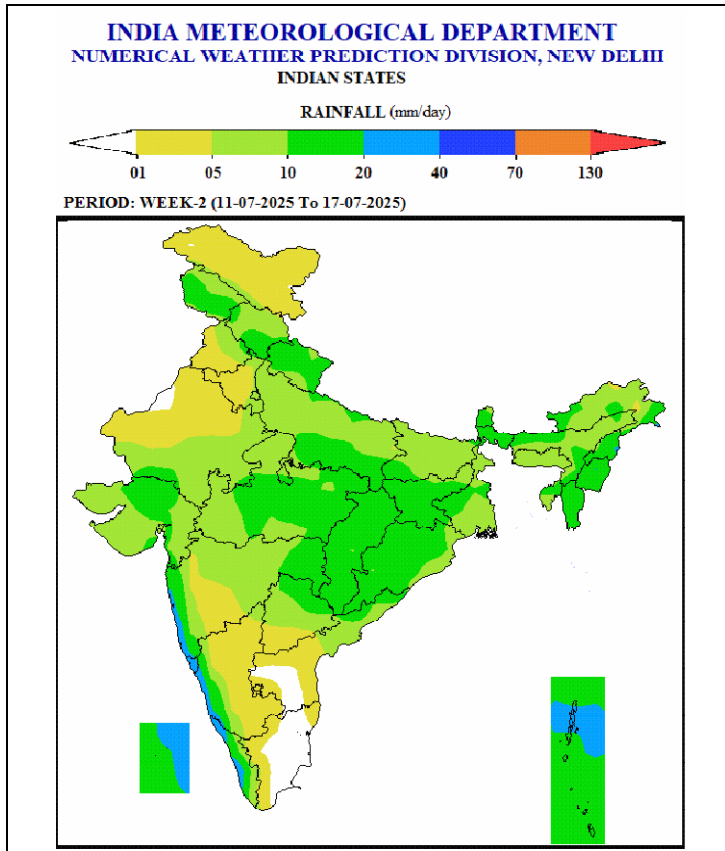 INDIA METEOROLOGICAL DEPARTMENT
NUMERICAL WEATHER PREDICTION DIVISION, NEW DELHI
INDIAN STATES
RAINFALL (mm/day)
01 05 10 20 40 70 130
PERIOD: WEEK-2 (11-07-2025 To 17-07-2025)